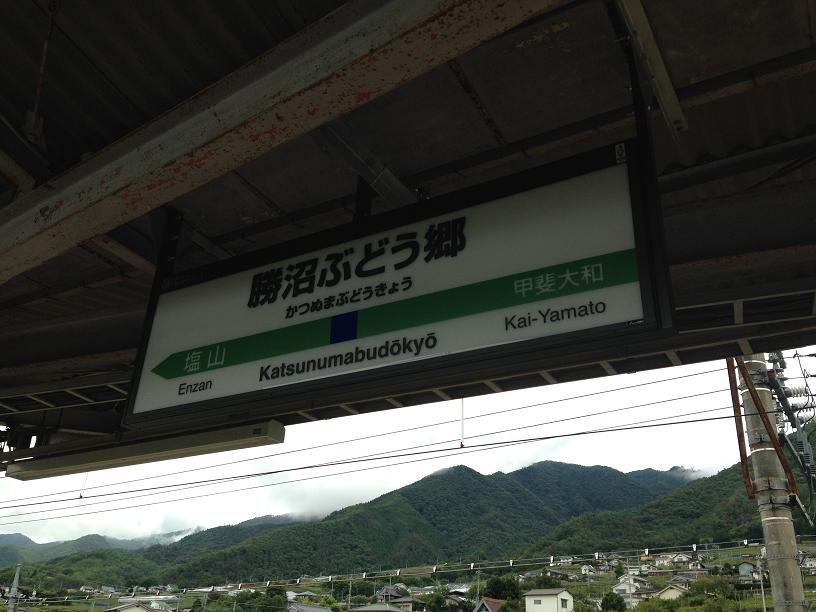 勝沼ぶどう郷
かつぬまぶどうきょう
塩山
甲斐大和
Enzan
Katsunumabudōkyō
Kai-Yamato